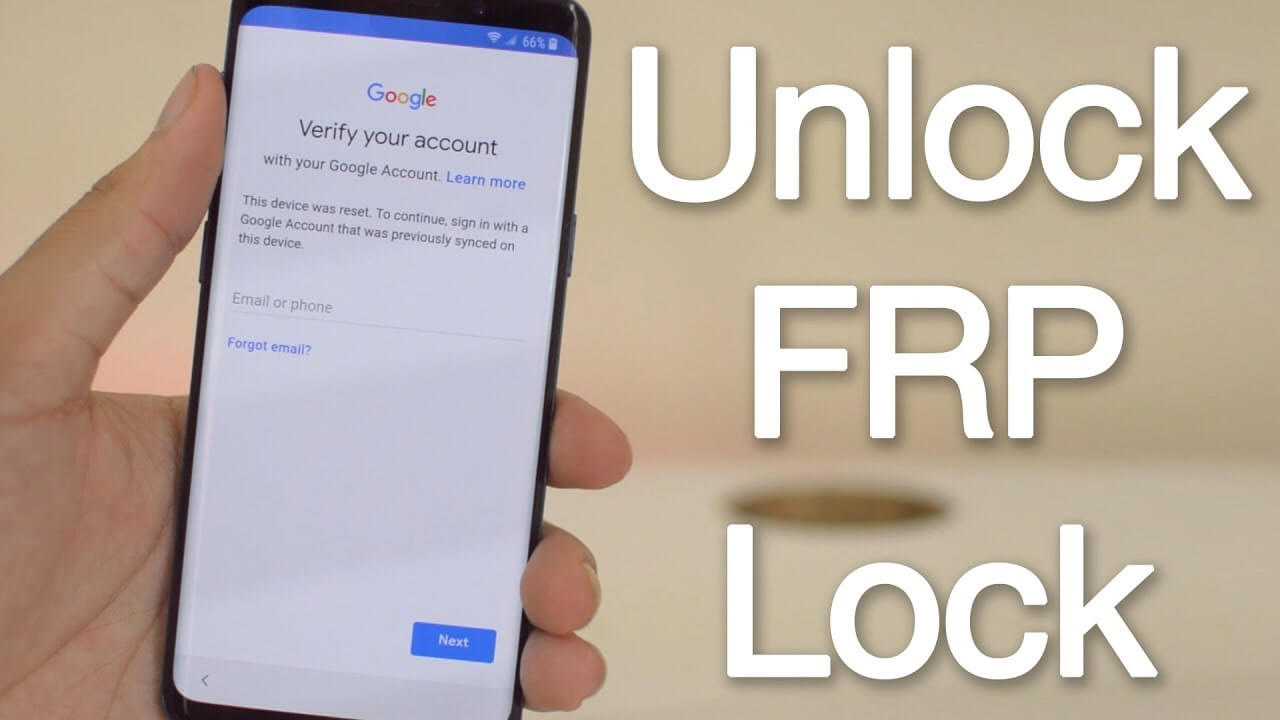 66%
Google
Verify your account
with your Google Account. Learn more
This device was reset. To continue, sign in with a
Google Account that was previously synced on
this device.
Email or phone
Forgot email?
Next
Unlock
FRP
Lock